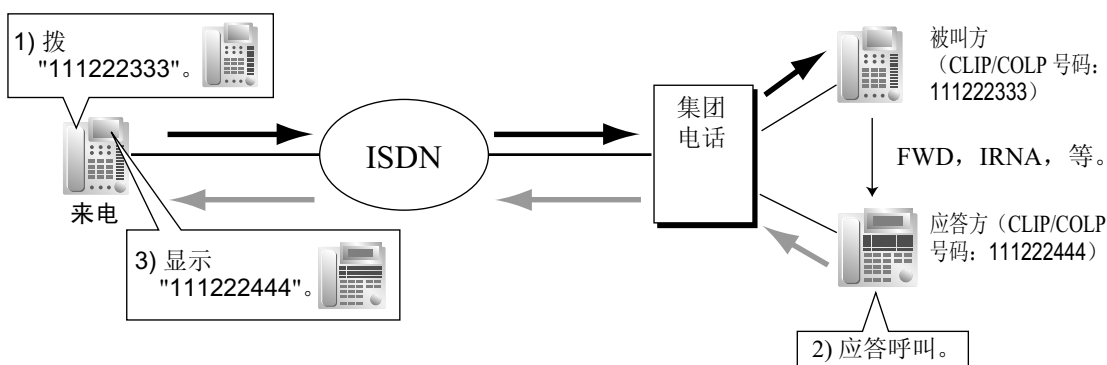 1) 拨
"111222333"。
来电
3) 显示
"111222444"。
ISDN
集团
电话
被叫方
（CLIP/COLP 号码：
111222333）
FWD，IRNA，等。
应答方（CLIP/COLP
号码：111222444）
2) 应答呼叫。